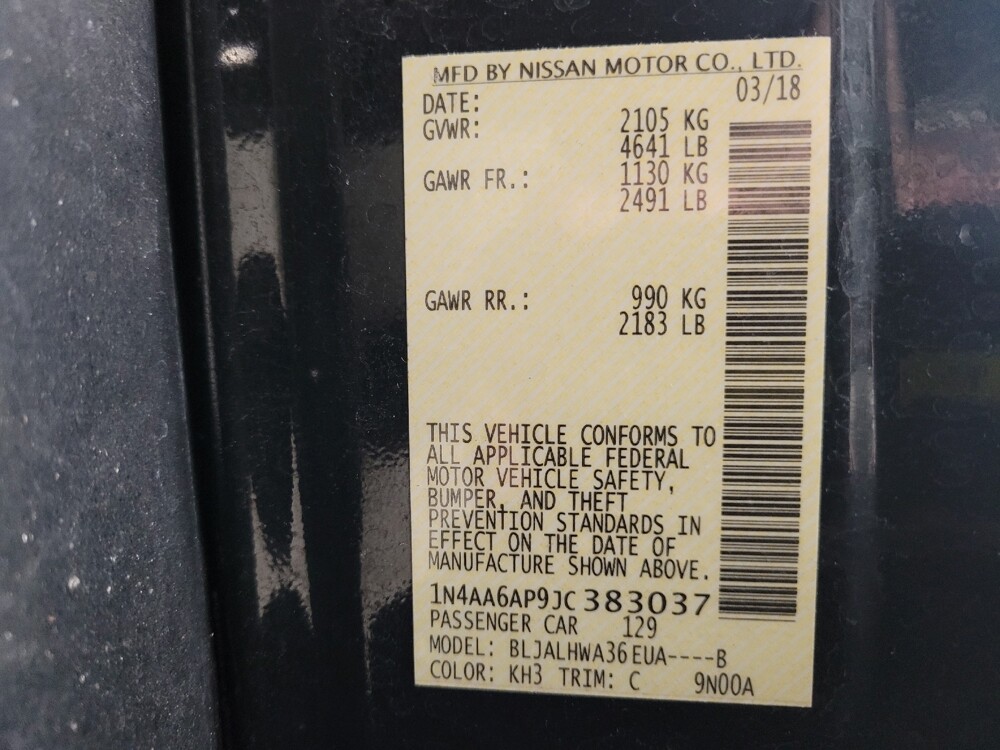 MFD BY NISSAN MOTOR CO., LTD.
DATE: 03/18
GVWR: 2105 KG
4641 LB
GAWR FR.: 1130 KG
2491 LB
GAWR RR.: 990 KG
2183 LB
THIS VEHICLE CONFORMS TO
ALL APPLICABLE FEDERAL
MOTOR VEHICLE SAFETY,
BUMPER, AND THEFT
PREVENTION STANDARDS IN
EFFECT ON THE DATE OF
MANUFACTURE SHOWN ABOVE.
1N4AA6AP9JC383037
PASSENGER CAR 129
MODEL: BLJALHWA36EUA----B
COLOR: KH3 TRIM: C 9N00A